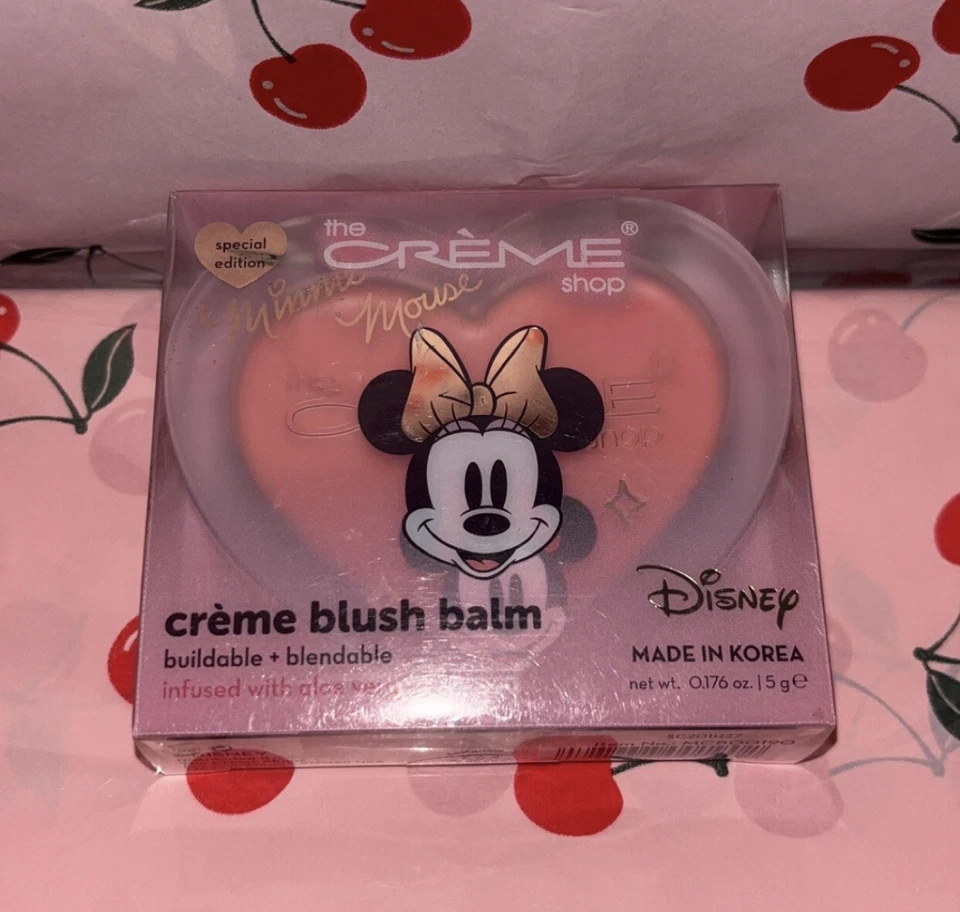 special
edition
the
CRÈME®
shop
Minnie
Mouse
crème blush balm
buildable + blendable
infused with aloe vera
DISNEY
MADE IN KOREA
net wt. 0.176 oz. | 5 g e